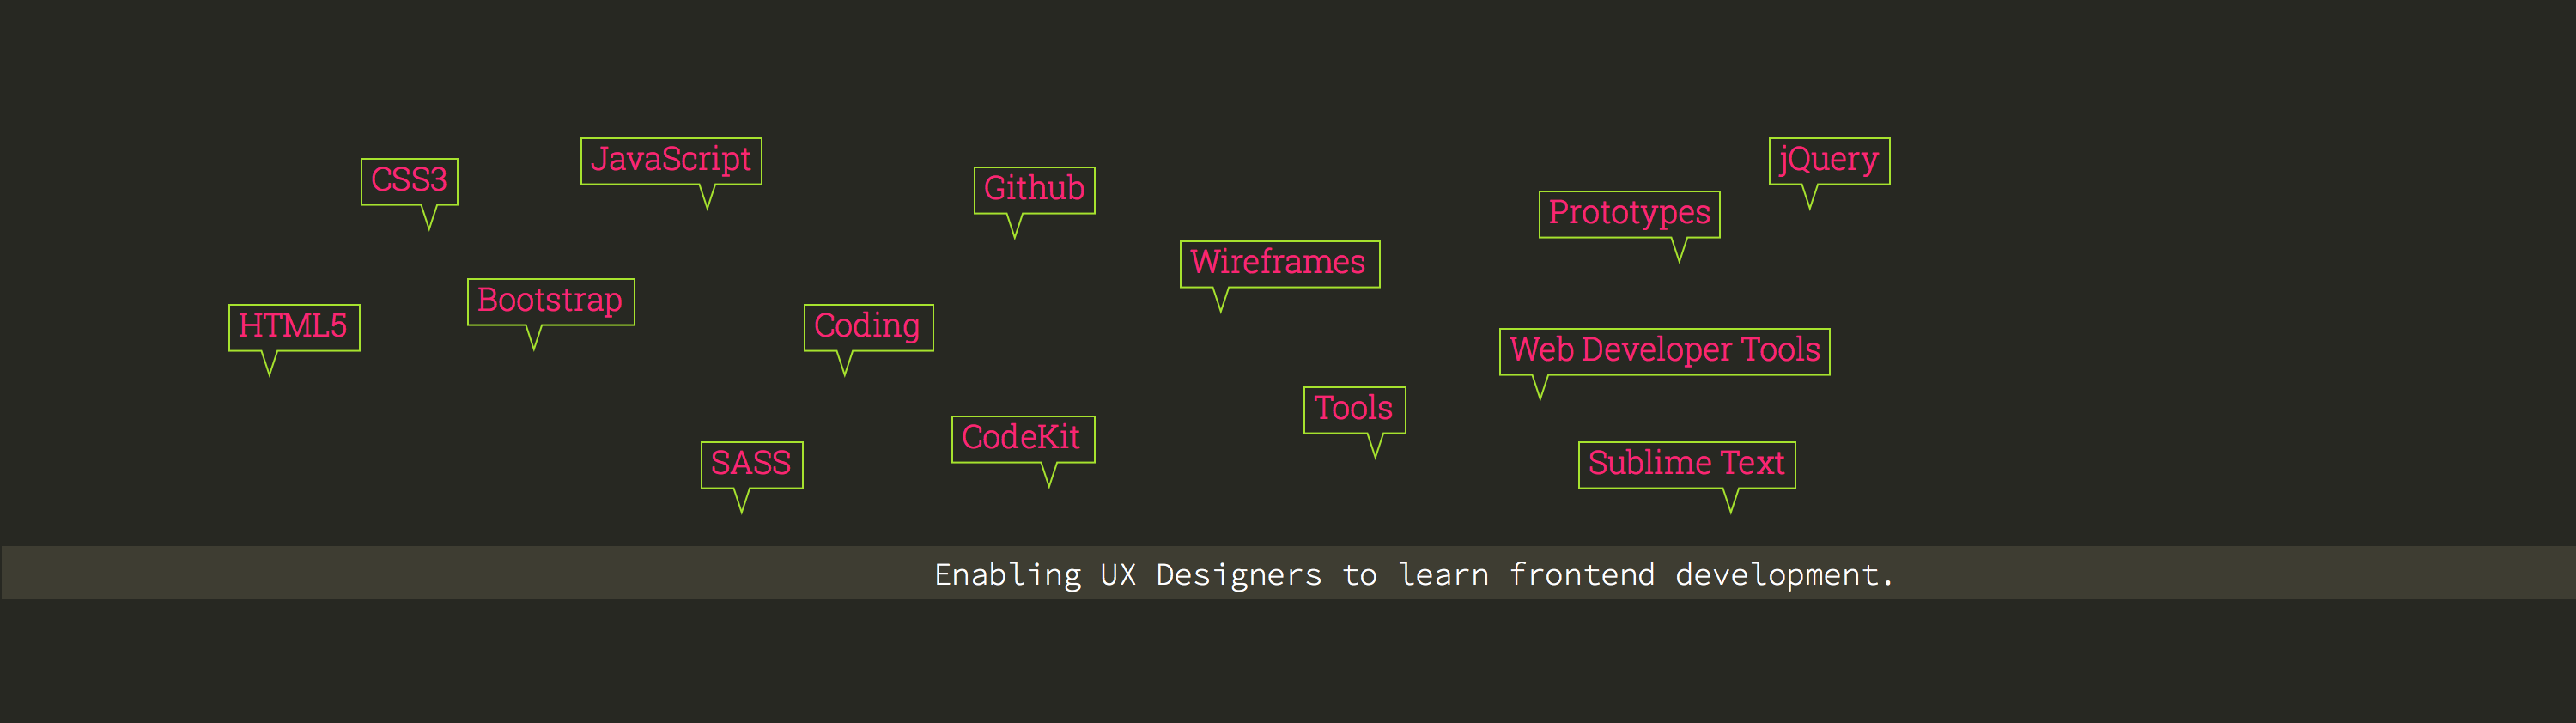 JavaScript
jQuery
CSS3
Github
Prototypes
Wireframes
Bootstrap
HTML5
Coding
Web Developer Tools
Tools
CodeKit
SASS
Sublime Text
Enabling UX Designers to learn frontend development.